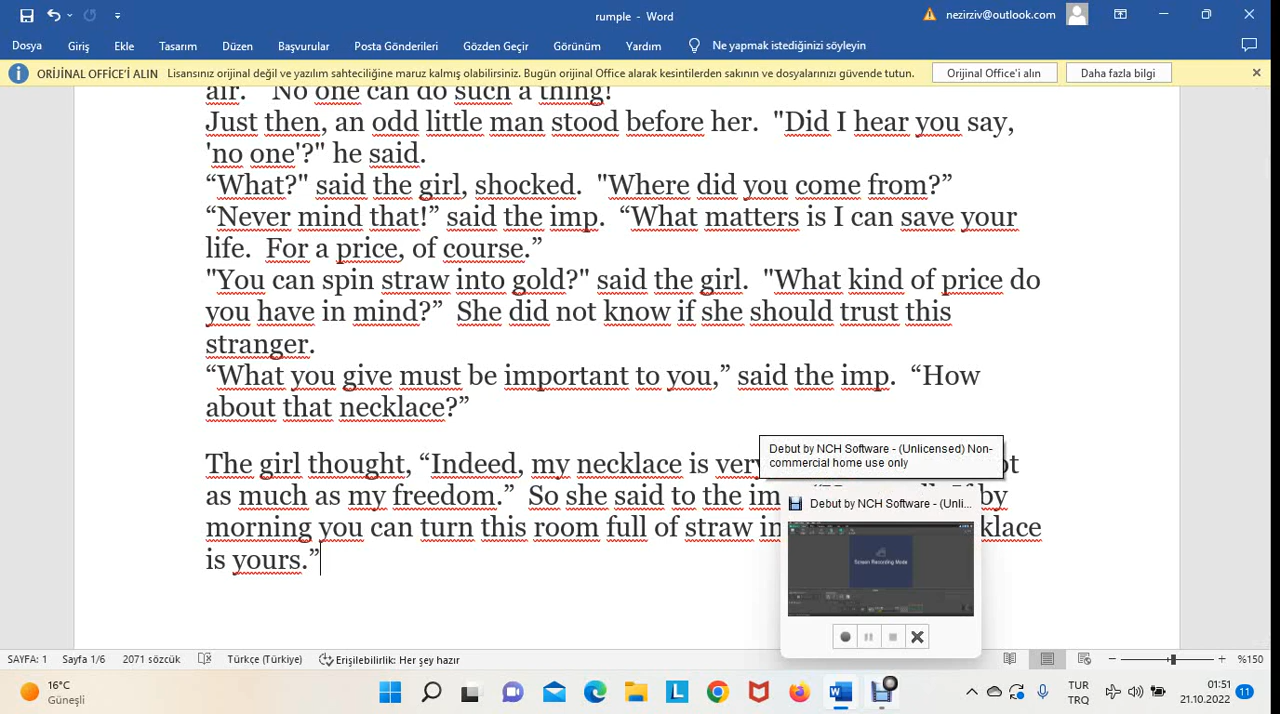 rumple - Word
nezirziv@outlook.com
Dosya Giriş Ekle Tasarım Düzen Başvurular Posta Gönderileri Gözden Geçir Görünüm Yardım Ne yapmak istediğinizi söyleyin
ORİJİNAL OFFICE'İ ALIN Lisansınız orijinal değil ve yazılım sahteciliğine maruz kalmış olabilirsiniz. Bugün orijinal Office alarak kesintilerden sakının ve dosyalarınızı güvende tutun. Orijinal Office'i alın Daha fazla bilgi
air. "No one can do such a thing!"
Just then, an odd little man stood before her. "Did I hear you say,
'no one'?" he said.
“What?" said the girl, shocked. "Where did you come from?”
“Never mind that!” said the imp. “What matters is I can save your
life. For a price, of course.”
"You can spin straw into gold?" said the girl. "What kind of price do
you have in mind?” She did not know if she should trust this
stranger.
“What you give must be important to you,” said the imp. “How
about that necklace?”
Debut by NCH Software - (Unlicensed) Non-
commercial home use only
The girl thought, “Indeed, my necklace is very
as much as my freedom.” So she said to the by
Debut by NCH Software - (Unli...
morning you can turn this room full of straw
is yours.”
Screen Recording Mode
SAYFA: 1 Sayfa 1/6 2071 sözcük Türkçe (Türkiye) Erişilebilirlik: Her şey hazır %150
16°C
Güneşli
TUR
TRQ
01:51
21.10.2022
11